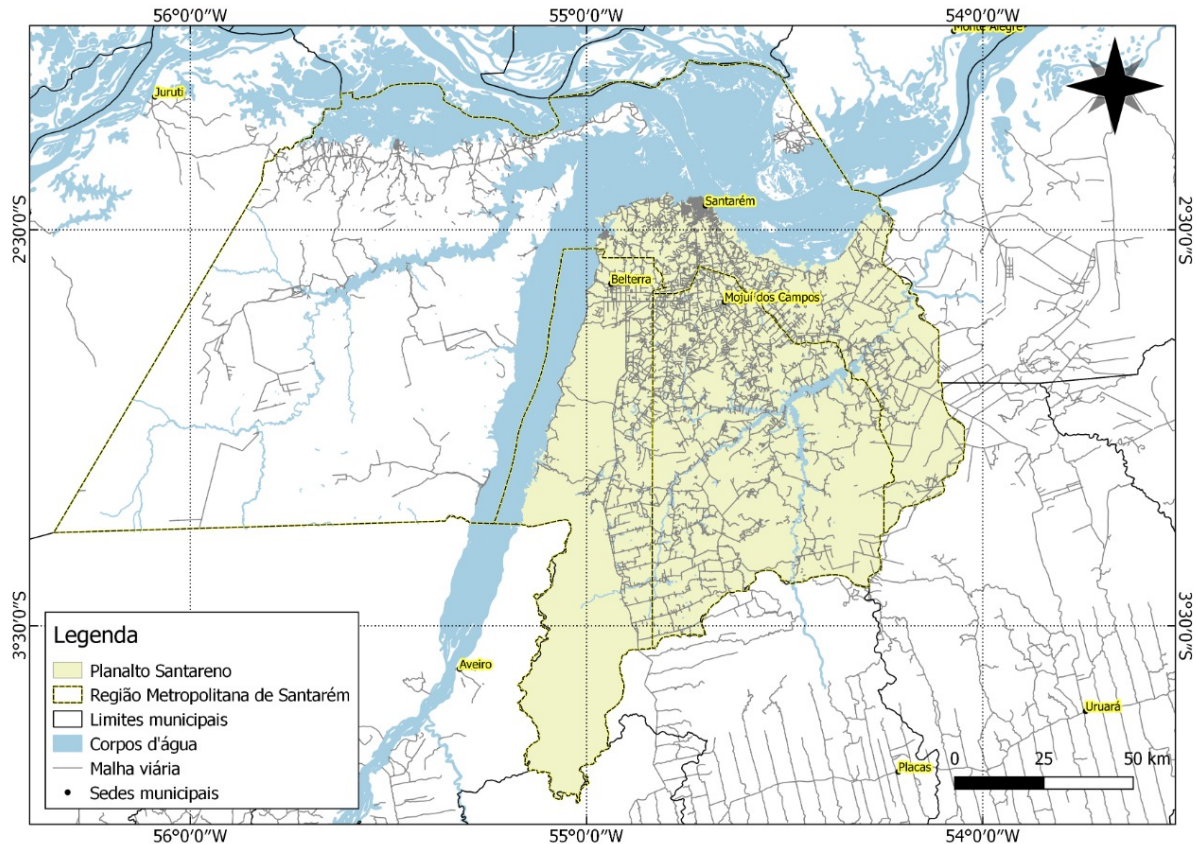 56°0'0"W 55°0'0"W 54°0'0"W
Monte Alegre
Juruti
Santarém
2°30'0"S 2°30'0"S
Belterra
Mojuí dos Campos
3°30'0"S 3°30'0"S
Legenda
Planalto Santareno
Região Metropolitana de Santarém
Limites municipais
Corpos d'água
Malha viária
Sedes municipais
Aveiro
Uruará
Placas
0 25 50 km
56°0'0"W 55°0'0"W 54°0'0"W